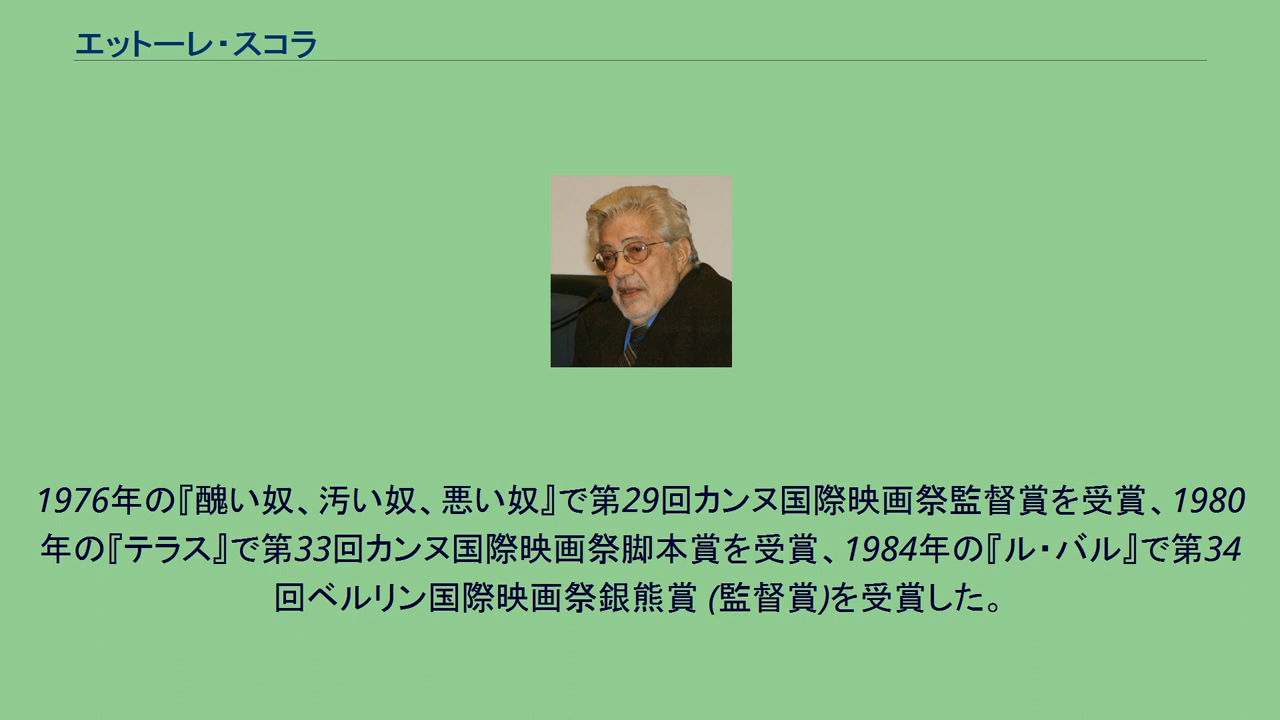 エットーレ・スコラ
1976年の『醜い奴、汚い奴、悪い奴』で第29回カンヌ国際映画祭監督賞を受賞、1980
年の『テラス』で第33回カンヌ国際映画祭脚本賞を受賞、1984年の『ル・バル』で第34
回ベルリン国際映画祭銀熊賞 (監督賞)を受賞した。